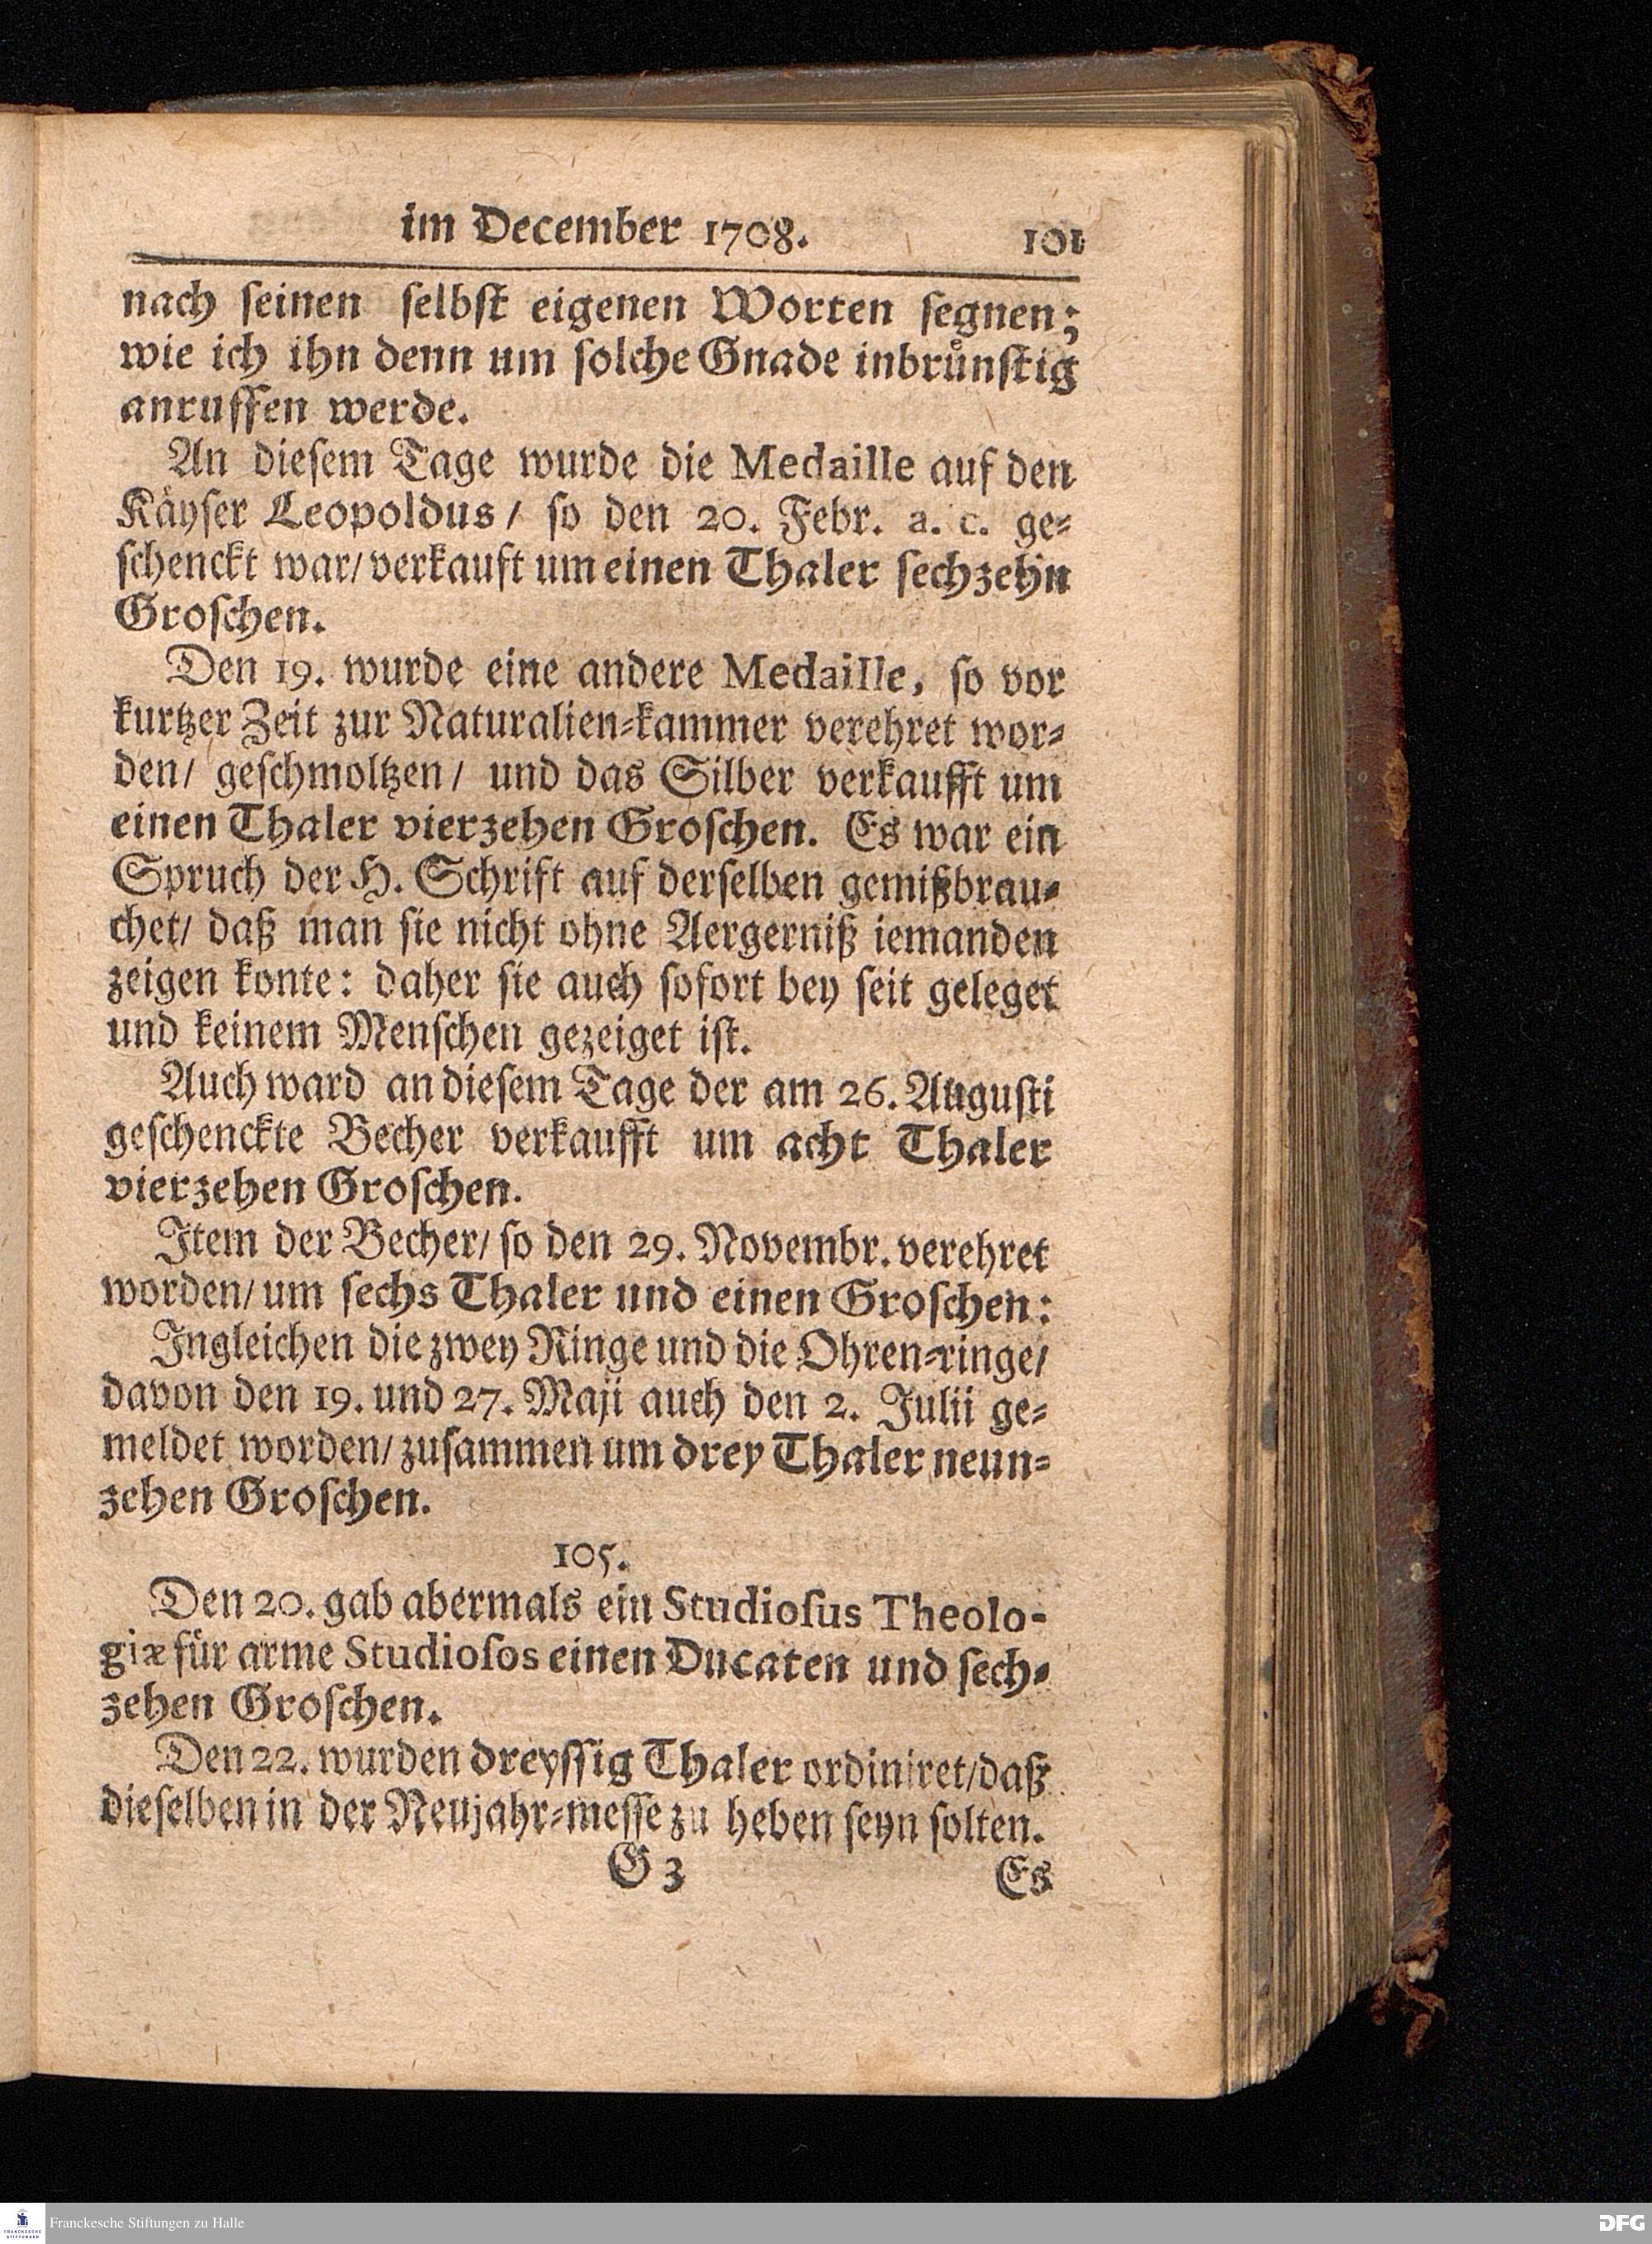 im December 1708. 101
nach ſeinen ſelbſt eigenen Worten ſegnen;
wie ich ihn denn um ſolche Gnade inbruͤnſtig
anruffen werde.
An dieſem Tage wurde die Medaille auf den
Kaͤyſer Leopoldus / ſo den 20. Febr. a. c. ge⸗
ſchenckt war/ verkauft um einen Thaler ſechzehn
Groſchen.
Den 19. wurde eine andere Medaille, ſo vor
kurtzer Zeit zur Naturalien⸗kammer verehret wor⸗
den/ geſchmoltzen / und das Silber verkaufft um
einen Thaler vierzehen Groſchen. Es war ein
Spruch der H. Schrift auf derſelben gemißbrau⸗
chet/ daß man ſie nicht ohne Aergerniß iemanden
zeigen konte: daher ſie auch ſofort bey ſeit geleget
und keinem Menſchen gezeiget iſt.
Auch ward an dieſem Tage der am 26. Auguſti
geſchenckte Becher verkaufft um acht Thaler
vierzehen Groſchen.
Item der Becher/ ſo den 29. Novembr. verehret
worden/ um ſechs Thaler und einen Groſchen:
Ingleichen die zwey Ringe und die Ohren⸗ringe/
davon den 19. und 27. Maji auch den 2. Julii ge⸗
meldet worden/ zuſammen um drey Thaler neun⸗
zehen Groſchen.
105.
Den 20. gab abermals ein Studioſus Theolo-
giæ für arme Studioſos einen Ducaten und ſech⸗
zehen Groſchen.
Den 22. wurden dreyſſig Thaler ordiniret/ daß
dieſelben in der Neujahr⸗meſſe zu heben ſeyn ſolten.
G 3 Es
FRANCKESCHE
STIFTUNGEN
Franckesche Stiftungen zu Halle
DFG